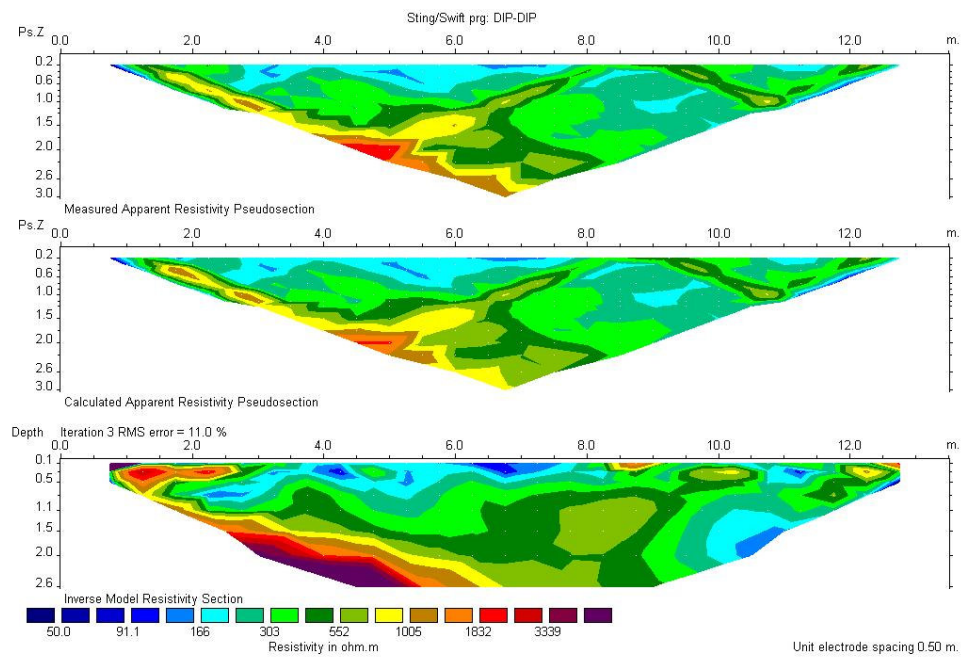 Sting/Swift prg: DIP-DIP
Ps.Z 0.0 2.0 4.0 6.0 8.0 10.0 12.0 m.
0.2
0.6
1.0
1.5
2.0
2.6
3.0
Measured Apparent Resistivity Pseudosection
Ps.Z 0.0 2.0 4.0 6.0 8.0 10.0 12.0 m.
0.2
0.6
1.0
1.5
2.0
2.6
3.0
Calculated Apparent Resistivity Pseudosection
Depth Iteration 3 RMS error = 11.0 %
0.0 2.0 4.0 6.0 8.0 10.0 12.0 m.
0.1
0.5
1.1
1.5
2.0
2.6
Inverse Model Resistivity Section
50.0 91.1 166 303 552 1005 1832 3339
Resistivity in ohm.m
Unit electrode spacing 0.50 m.